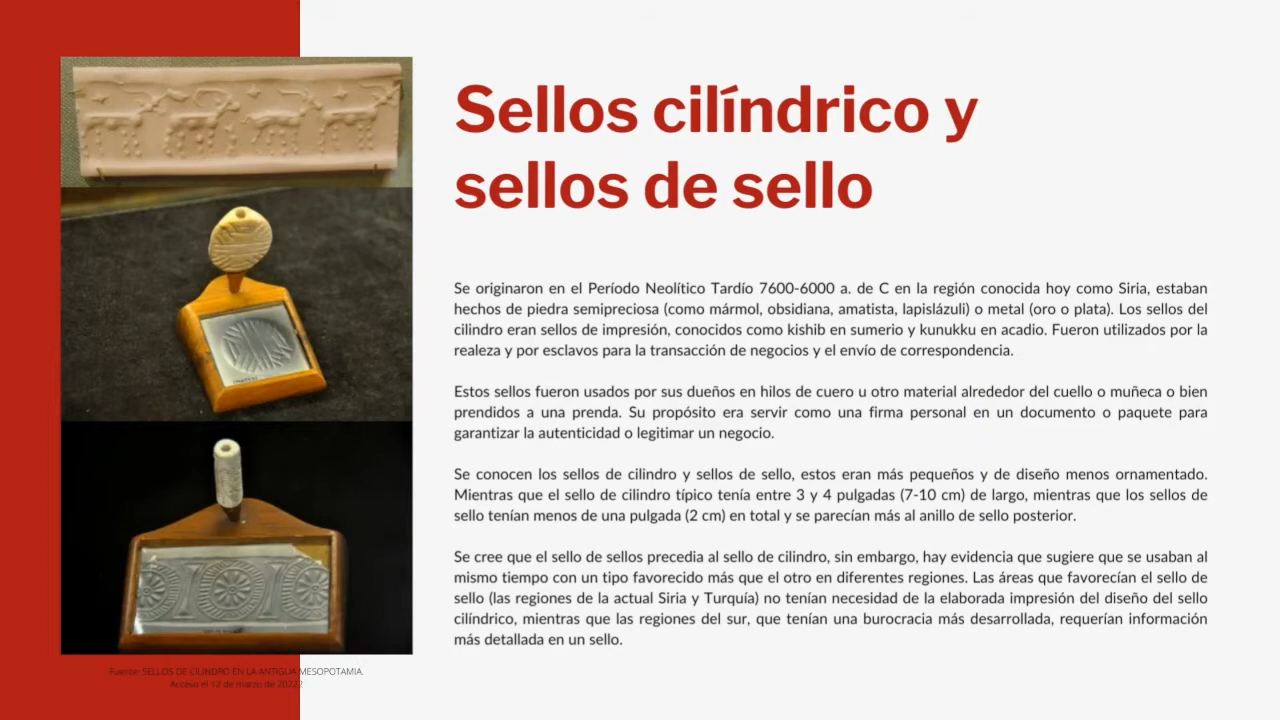 Sellos cilíndrico y
sellos de sello
Se originaron en el Período Neolítico Tardío 7600-6000 a. de C en la región conocida hoy como Siria, estaban
hechos de piedra semipreciosa (como mármol, obsidiana, amatista, lapislázuli) o metal (oro o plata). Los sellos del
cilindro eran sellos de impresión, conocidos como kishib en sumerio y kunukku en acadio. Fueron utilizados por la
realeza y por esclavos para la transacción de negocios y el envío de correspondencia.
Estos sellos fueron usados por sus dueños en hilos de cuero u otro material alrededor del cuello o muñeca o bien
prendidos a una prenda. Su propósito era servir como una firma personal en un documento o paquete para
garantizar la autenticidad o legitimar un negocio.
Se conocen los sellos de cilindro y sellos de sello, estos eran más pequeños y de diseño menos ornamentado.
Mientras que el sello de cilindro típico tenía entre 3 y 4 pulgadas (7-10 cm) de largo, mientras que los sellos de
sello tenían menos de una pulgada (2 cm) en total y se parecían más al anillo de sello posterior.
Se cree que el sello de sellos precedia al sello de cilindro, sin embargo, hay evidencia que sugiere que se usaban al
mismo tiempo con un tipo favorecido más que el otro en diferentes regiones. Las áreas que favorecían el sello de
sello (las regiones de la actual Siria y Turquía) no tenían necesidad de la elaborada impresión del diseño del sello
cilíndrico, mientras que las regiones del sur, que tenían una burocracia más desarrollada, requerían información
más detallada en un sello.
Fuente: SELLOS DE CILINDRO EN LA ANTIGUA MESOPOTAMIA.
Acceso el 12 de marzo de